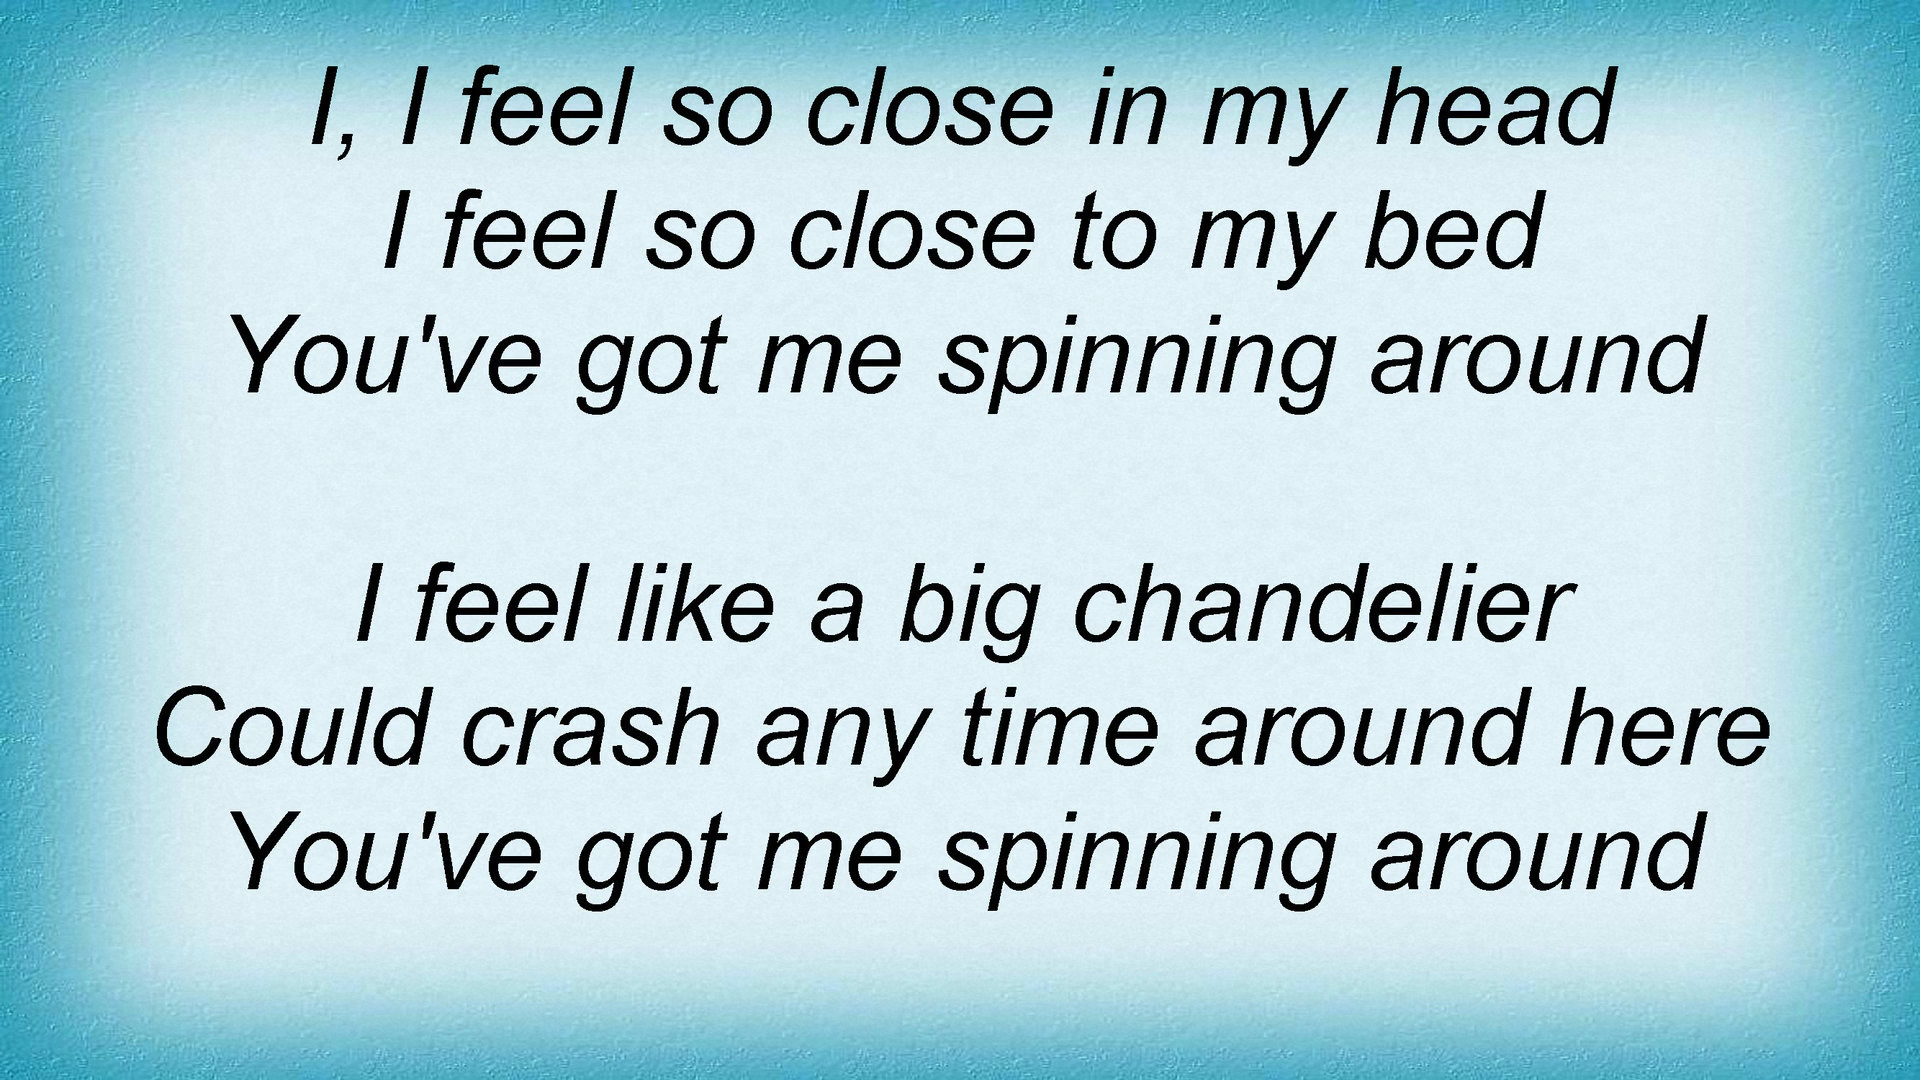 I, I feel so close in my head
I feel so close to my bed
You've got me spinning around
I feel like a big chandelier
Could crash any time around here
You've got me spinning around